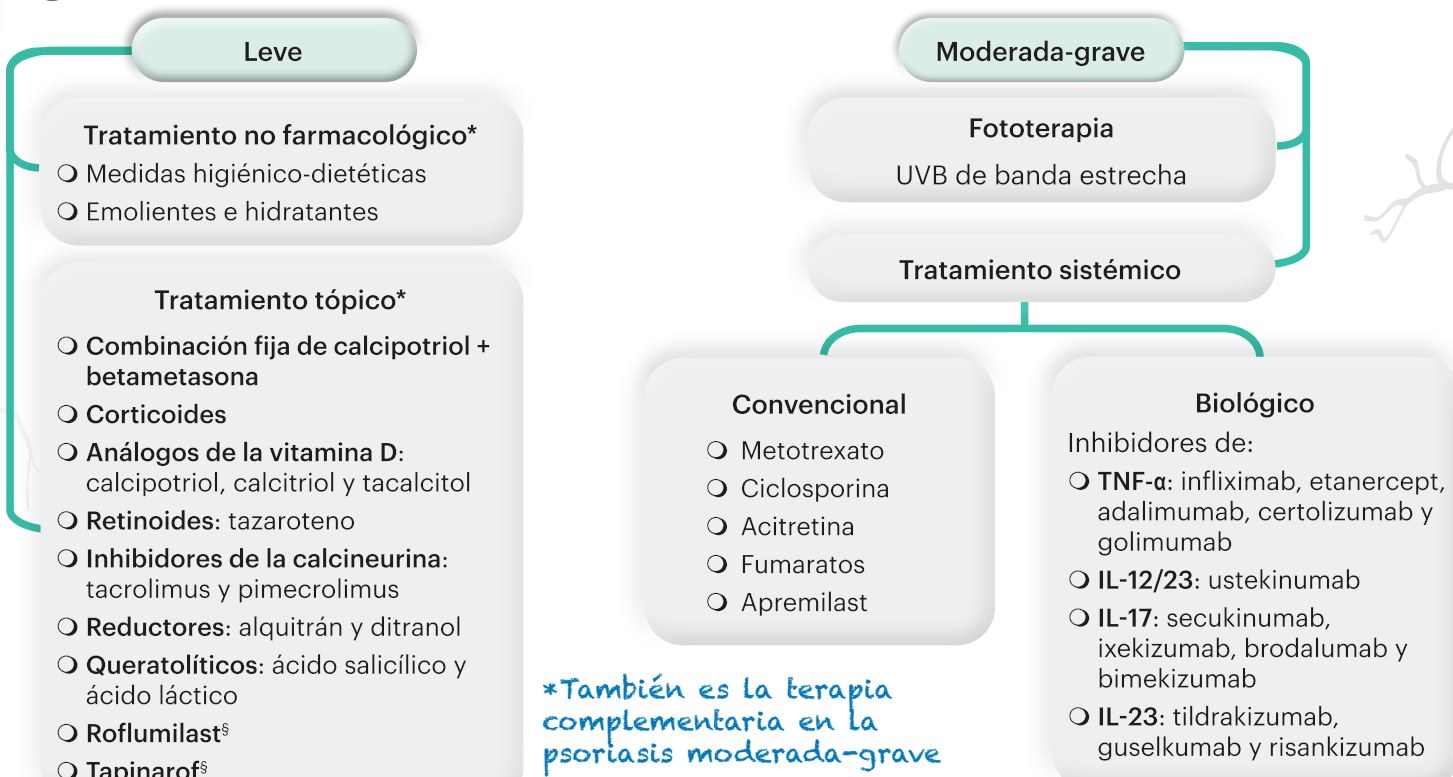 Leve
Tratamiento no farmacológico*
❍ Medidas higiénico-dietéticas
❍ Emolientes e hidratantes
Tratamiento tópico*
❍ Combinación fija de calcipotriol +
betametasona
❍ Corticoides
❍ Análogos de la vitamina D:
calcipotriol, calcitriol y tacalcitol
❍ Retinoides: tazaroteno
❍ Inhibidores de la calcineurina:
tacrolimus y pimecrolimus
❍ Reductores: alquitrán y ditranol
❍ Queratolíticos: ácido salicílico y
ácido láctico
❍ Roflumilast§
❍ Tapinarof§
Moderada-grave
Fototerapia
UVB de banda estrecha
Tratamiento sistémico
Convencional
❍ Metotrexato
❍ Ciclosporina
❍ Acitretina
❍ Fumaratos
❍ Apremilast
Biológico
Inhibidores de:
❍ TNF-α: infliximab, etanercept,
adalimumab, certolizumab y
golimumab
❍ IL-12/23: ustekinumab
❍ IL-17: secukinumab,
ixekizumab, brodalumab y
bimekizumab
❍ IL-23: tildrakizumab,
guselkumab y risankizumab
*También es la terapia
complementaria en la
psoriasis moderada-grave